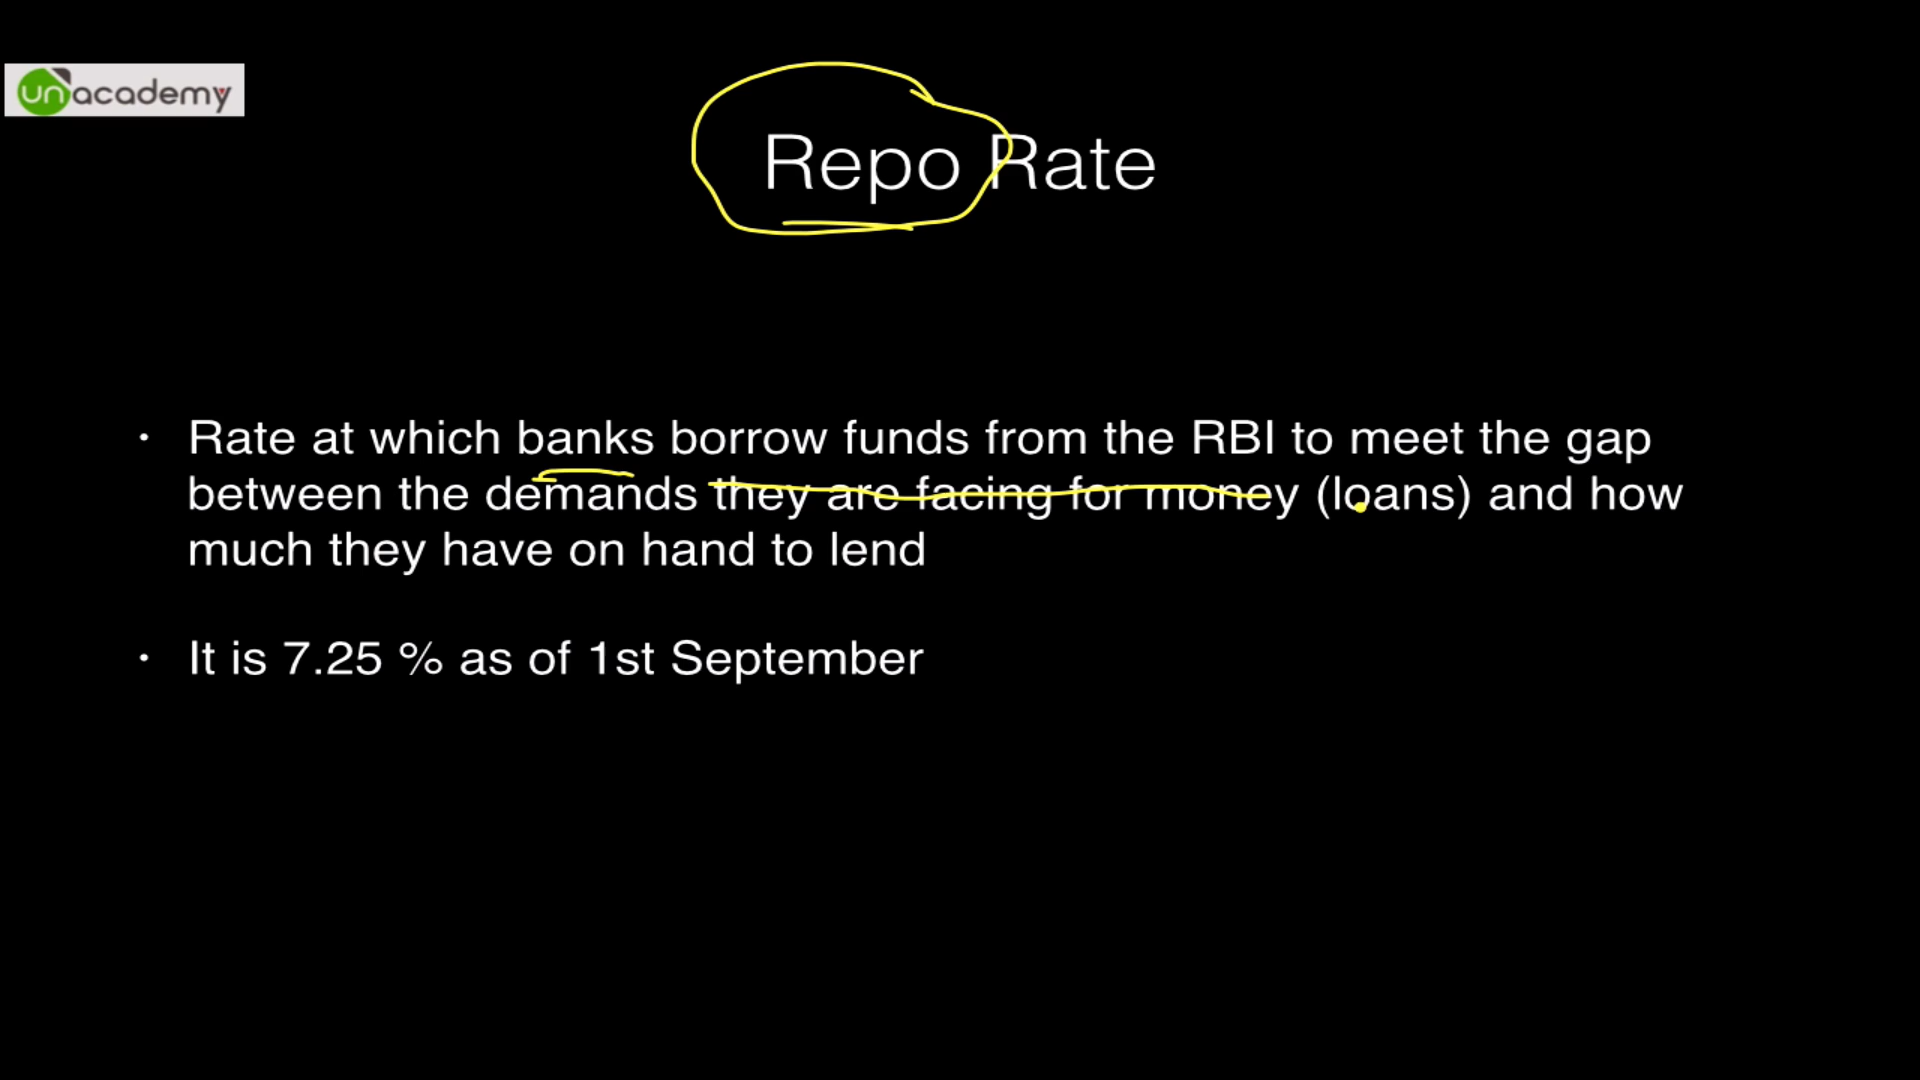 unacademy
Repo Rate
· Rate at which banks borrow funds from the RBI to meet the gap
between the demands they are facing for money (loans) and how
much they have on hand to lend
· It is 7.25 % as of 1st September